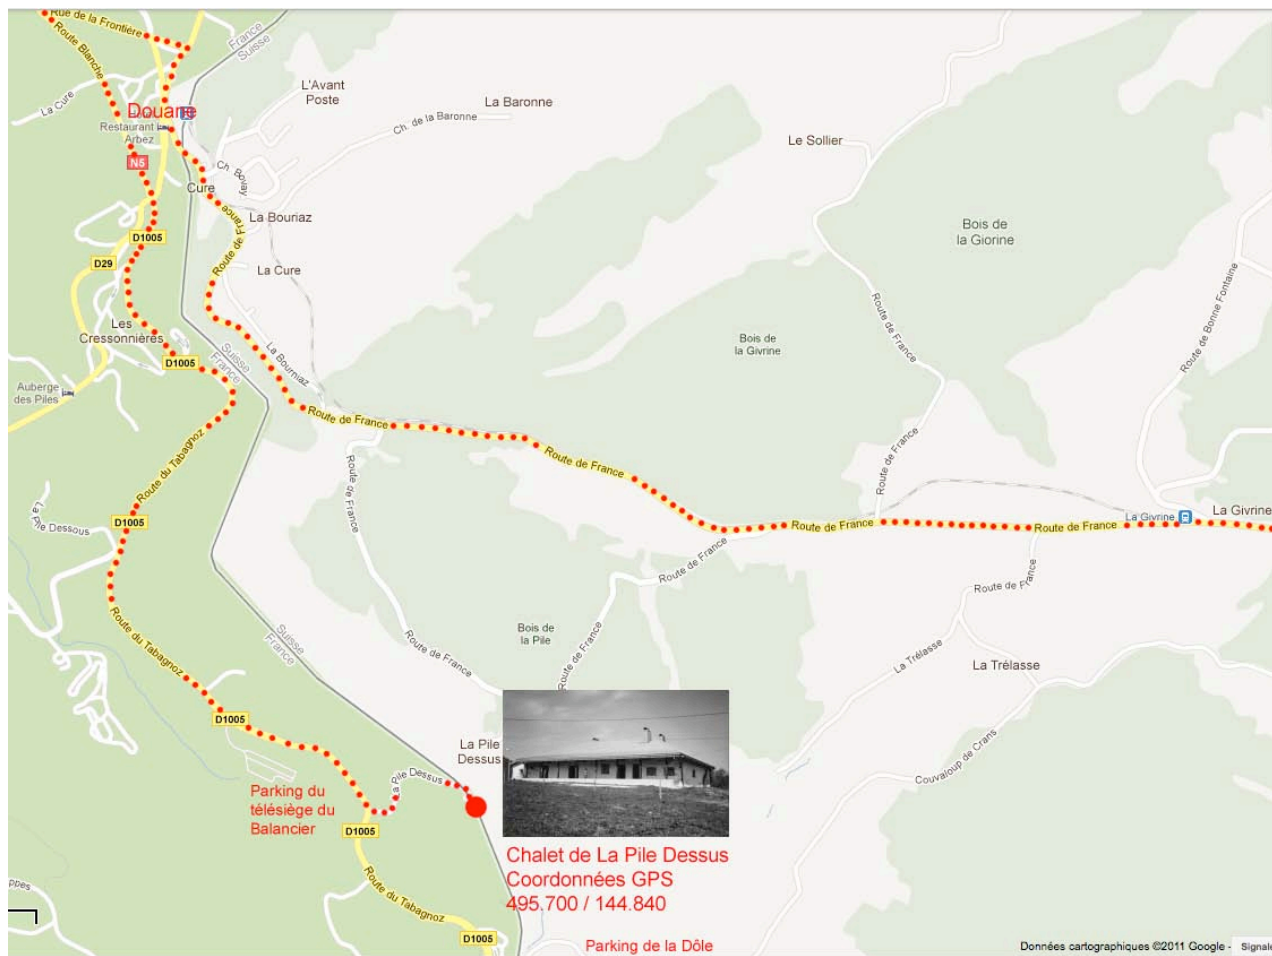 Rue de la Frontière
Route Blanche
France
Suisse
La Cure
Douane
Restaurant
Arbez
N5
L'Avant
Poste
La Baronne
Ch. de la Baronne
Le Sollier
Ch. Bovay
Cure
La Bouriaz
Route de France
D1005
D29
La Cure
Bois de
la Giorine
Route de Bonne Fontaine
Route de France
Les
Cressonnières
D1005
Suisse
France
La Bourniaz
Bois de
la Givrine
Auberge
des Piles
Route de France
Route du Tabagnoz
Route de France
Route de France
Route de France
La Pile Dessous
D1005
Route de France
Route de France
La Givrine
La Givrine
Route de France
Route de France
Route du Tabagnoz
Suisse
France
Bois de
la Pile
Route de France
Route de France
La Trélasse
La Trélasse
D1005
La Pile
Dessus
La Pile Dessus
Couvaloup de Crans
Parking du
télésiège du
Balancier
D1005
Chalet de La Pile Dessus
Coordonnées GPS
495.700 / 144.840
Route du Tabagnoz
D1005
Parking de la Dôle
Données cartographiques ©2011 Google -